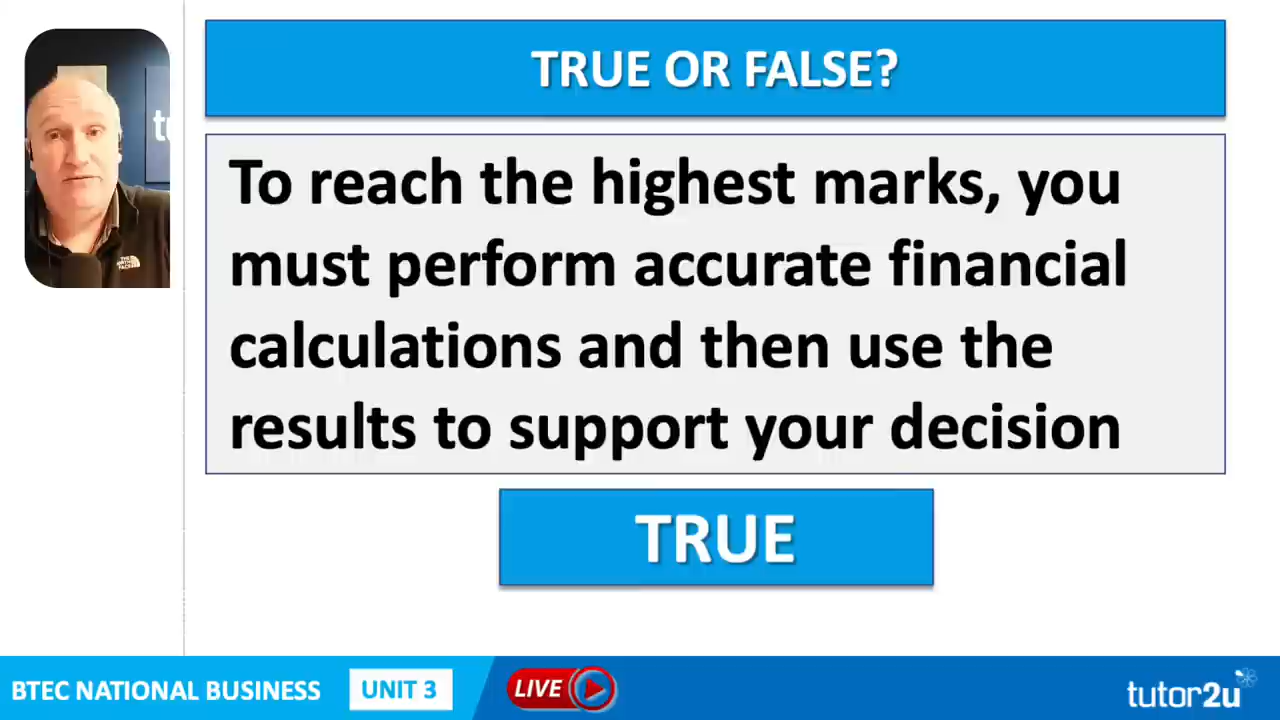 TRUE OR FALSE?
To reach the highest marks, you
must perform accurate financial
calculations and then use the
results to support your decision
TRUE
BTEC NATIONAL BUSINESS
UNIT 3
LIVE
tutor2u